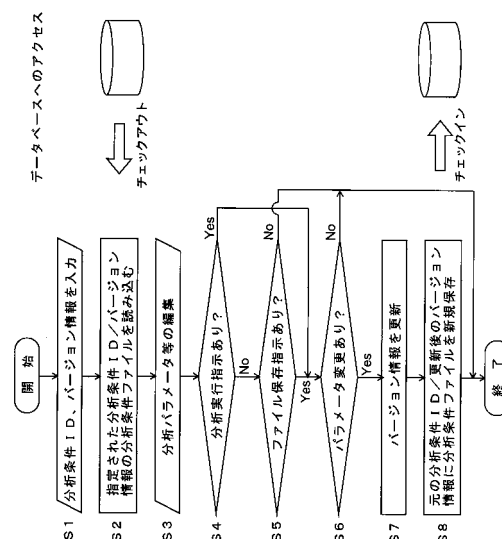 データベースへのアクセス
開始
S1
分析条件ID、バージョン情報を入力
S2
指定された分析条件ID/バージョン
情報の分析条件ファイルを読み込む
チェックアウト
S3
分析パラメータ等の編集
S4
分析実行指示あり?
Yes
No
S5
ファイル保存指示あり?
No
Yes
S6
パラメータ変更あり?
No
Yes
S7
バージョン情報を更新
S8
元の分析条件ID/更新後のバージョン
情報に分析条件ファイルを新規保存
チェックイン
終了